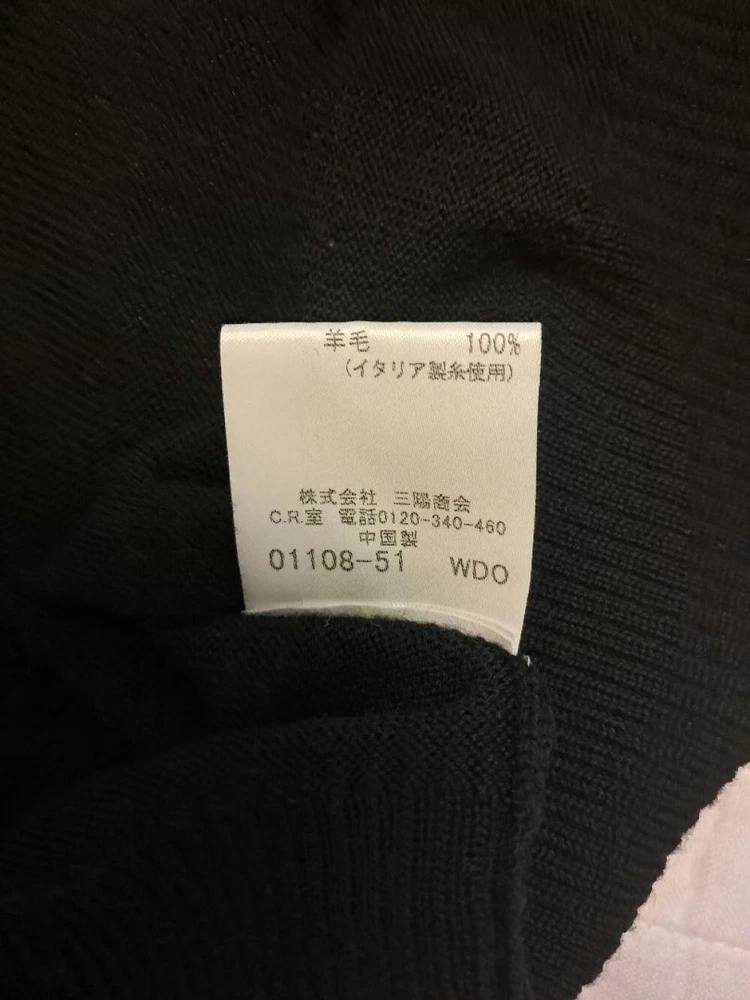 羊毛 100%
(イタリア製糸使用)
株式会社 三陽商会
C.R.室 電話0120-340-460
中国製
01108-51 WDO